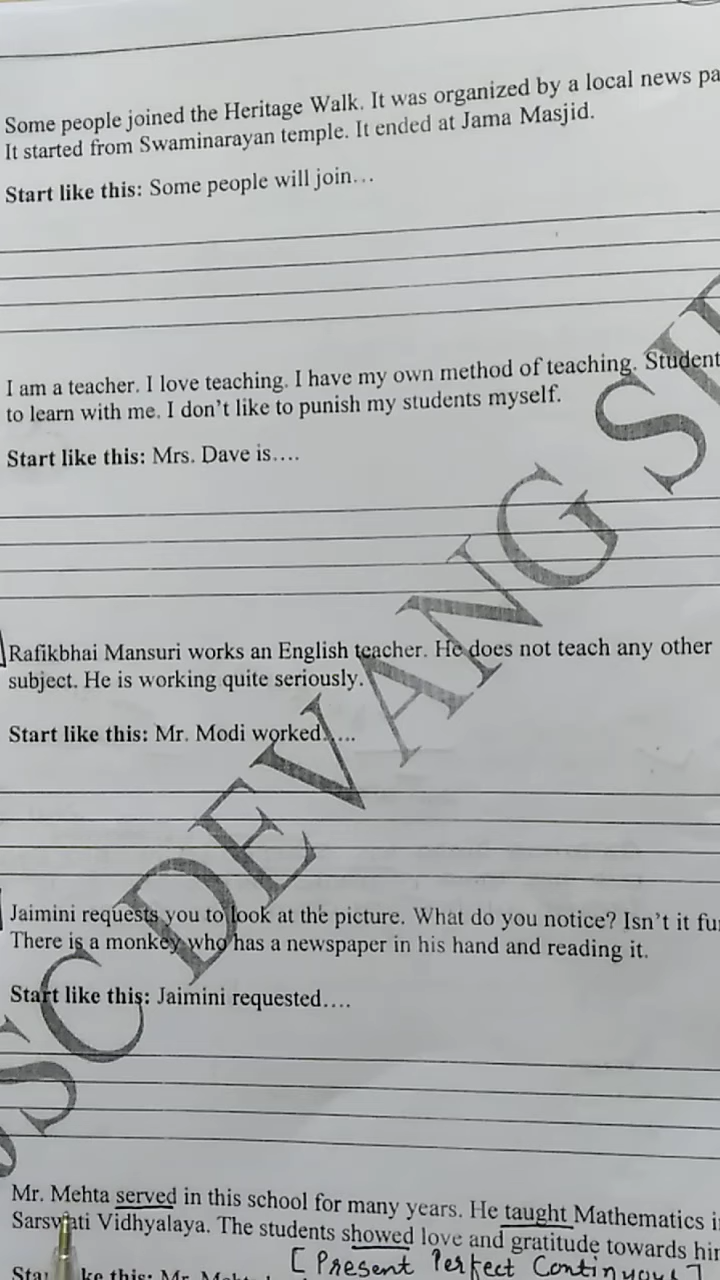 Some people joined the Heritage Walk. It was organized by a local news pa
It started from Swaminarayan temple. It ended at Jama Masjid.
Start like this: Some people will join…
I am a teacher. I love teaching. I have my own method of teaching. Student
to learn with me. I don't like to punish my students myself.
Start like this: Mrs. Dave is….
Rafikbhai Mansuri works an English teacher. He does not teach any other
subject. He is working quite seriously.
Start like this: Mr. Modi worked…..
Jaimini requests you to look at the picture. What do you notice? Isn't it fu
There is a monkey who has a newspaper in his hand and reading it.
Start like this: Jaimini requested….
Mr. Mehta served in this school for many years. He taught Mathematics i
Sarswati Vidhyalaya. The students showed love and gratitude towards hi
[Present Perfect Continuous]
ke this: Mr.
DEVANG